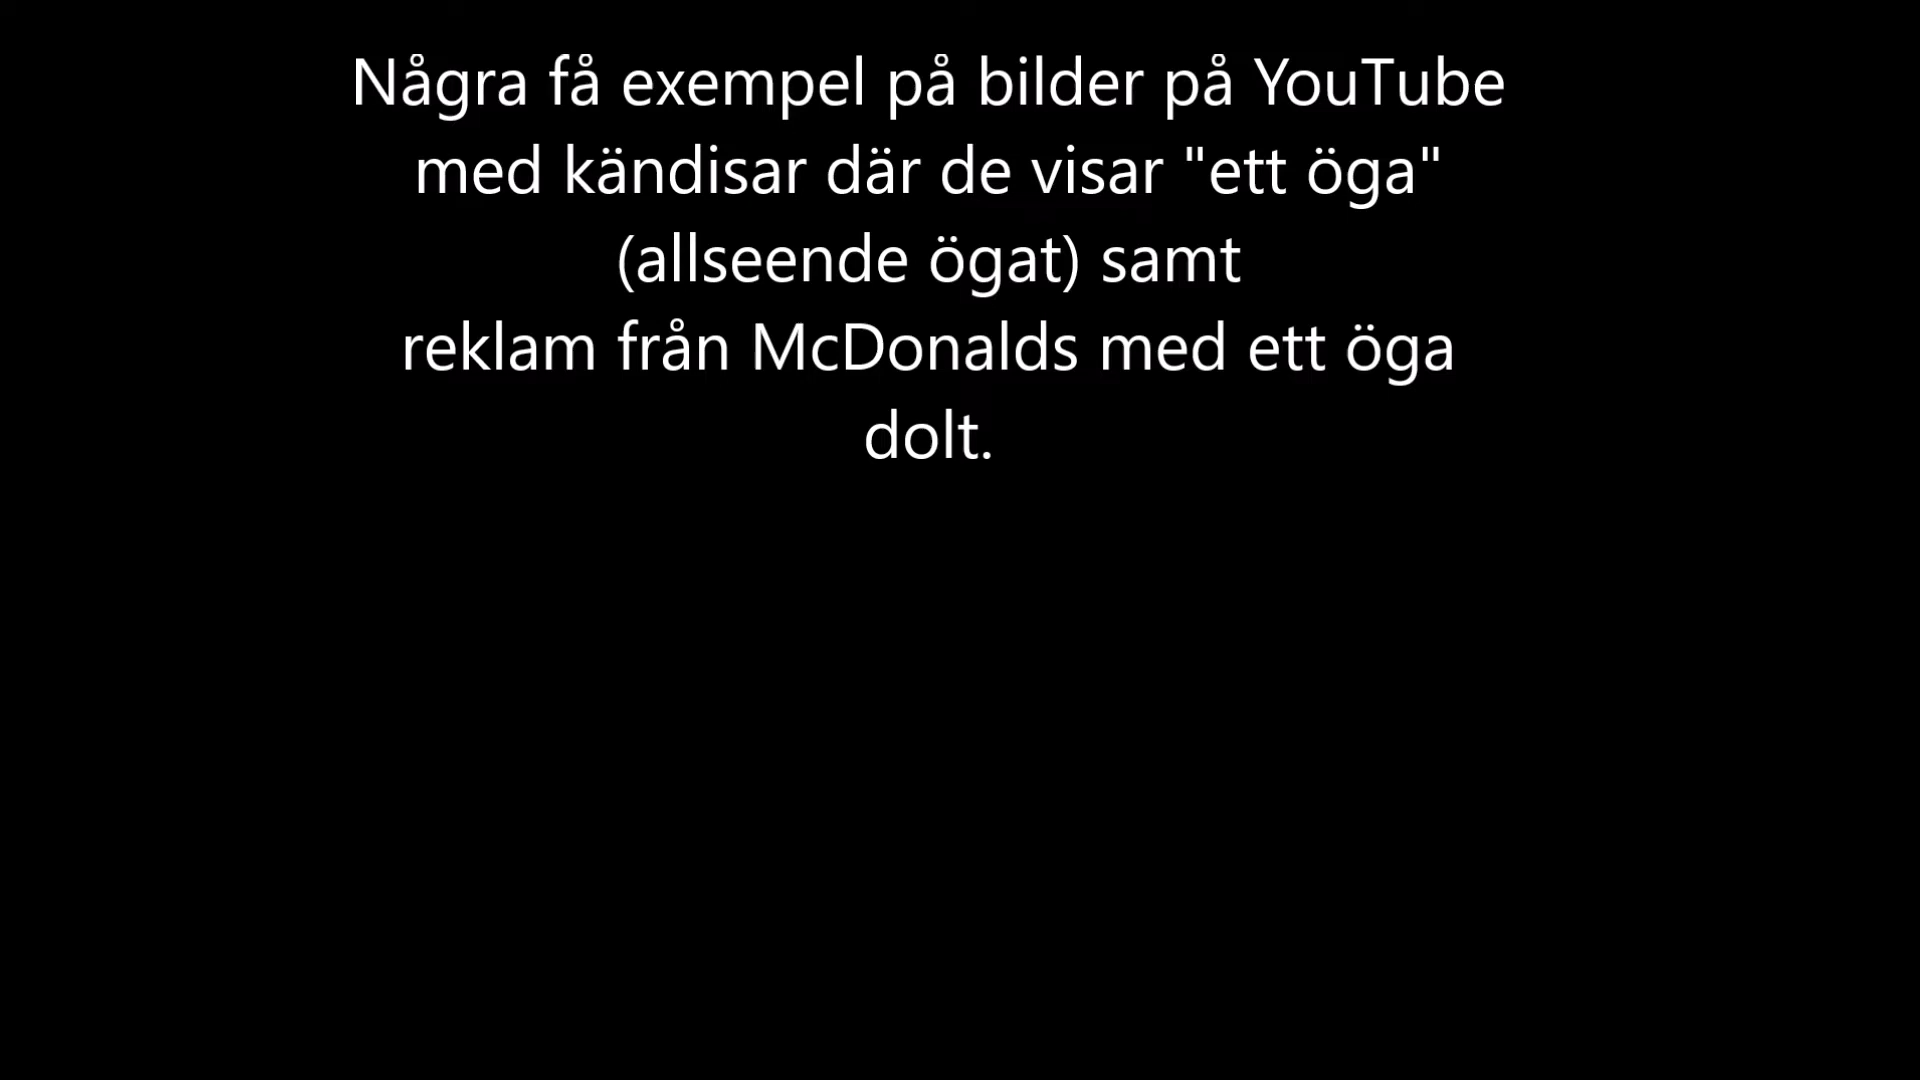 Några få exempel på bilder på YouTube
med kändisar där de visar "ett öga"
(allseende ögat) samt
reklam från McDonalds med ett öga
dolt.